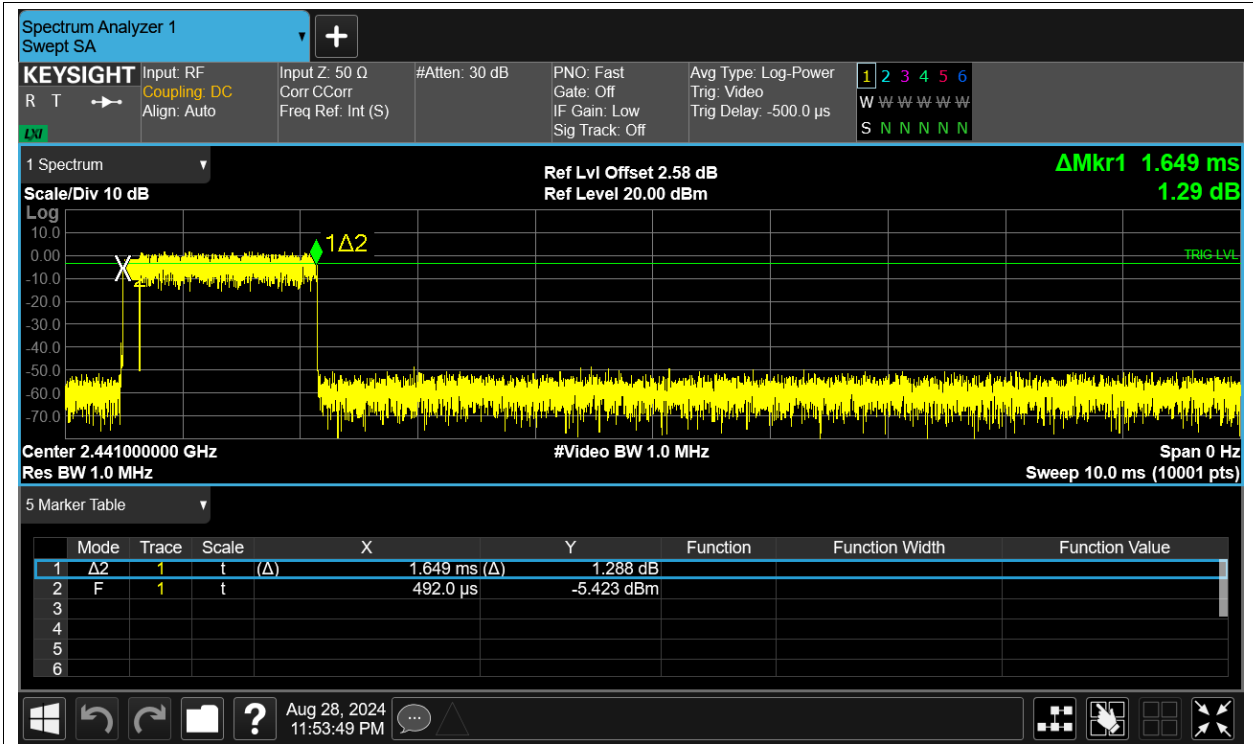 Spectrum Analyzer 1
Swept SA
+
KEYSIGHT Input: RF Input Z: 50 Ω #Atten: 30 dB PNO: Fast Avg Type: Log-Power 1 2 3 4 5 6
R T Coupling: DC Corr CCorr Gate: Off Trig: Video W W W W W W
Align: Auto Freq Ref: Int (S) IF Gain: Low Trig Delay: -500.0 µs
LXI Sig Track: Off S N N N N N
1 Spectrum Ref Lvl Offset 2.58 dB ΔMkr1 1.649 ms
Scale/Div 10 dB Ref Level 20.00 dBm 1.29 dB
Log
10.0
1Δ2
0.00 TRIG LVL
X
-10.0
2
-20.0
-30.0
-40.0
-50.0
-60.0
-70.0
Center 2.441000000 GHz #Video BW 1.0 MHz Span 0 Hz
Res BW 1.0 MHz Sweep 10.0 ms (10001 pts)
5 Marker Table
Mode Trace Scale X Y Function Function Width Function Value
1 Δ2 1 t (Δ) 1.649 ms (Δ) 1.288 dB
2 F 1 t 492.0 µs -5.423 dBm
3
4
5
6
? Aug 28, 2024
11:53:49 PM